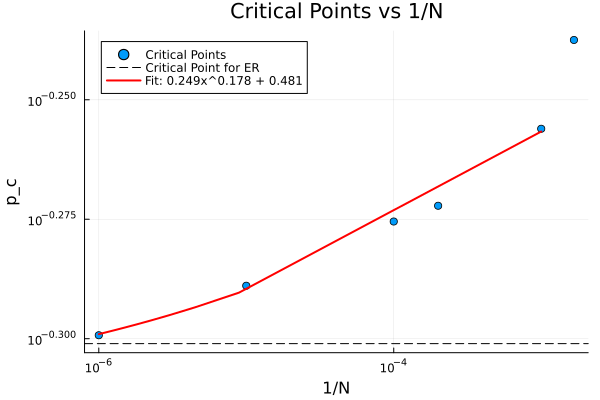 Critical Points vs 1/N
Critical Points
Critical Point for ER
Fit: 0.249x^0.178 + 0.481
10^-0.250
10^-0.275
10^-0.300
p_c
10^-6
10^-4
1/N